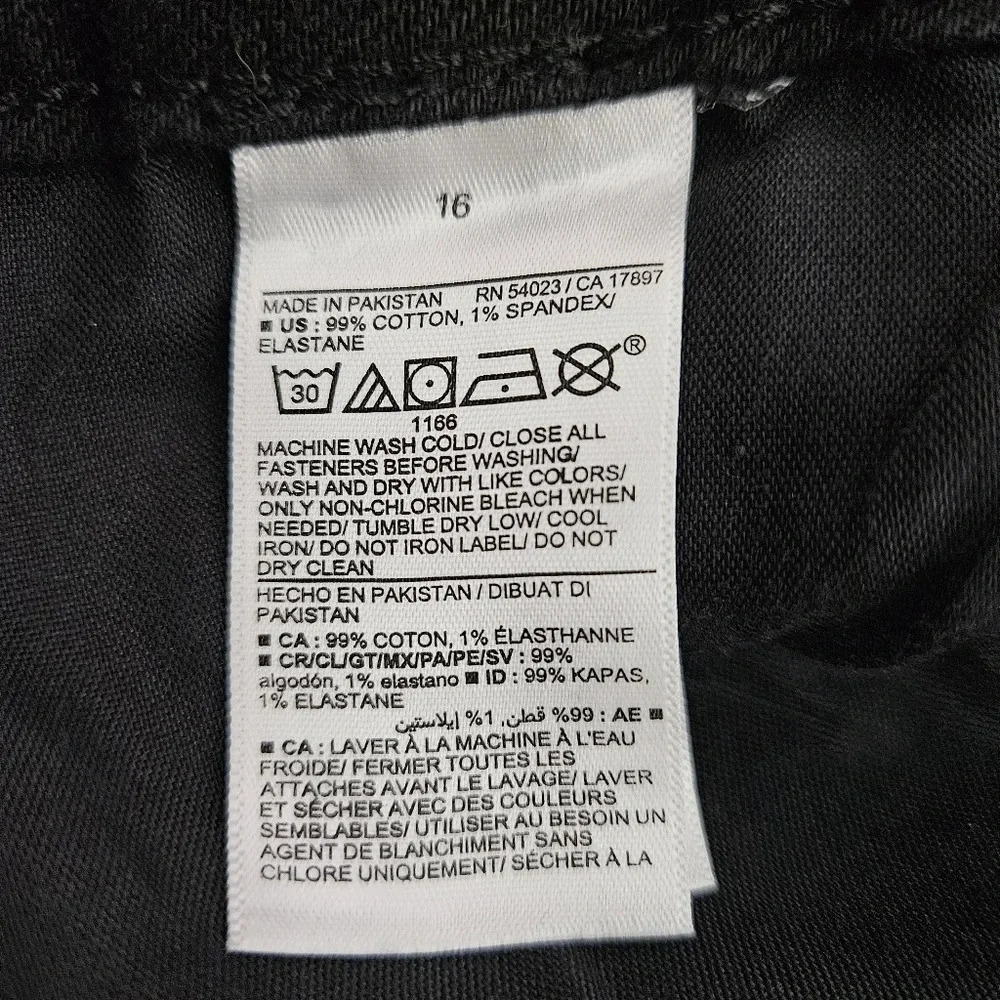 16
MADE IN PAKISTAN RN 54023 / CA 17897
US : 99% COTTON, 1% SPANDEX/
ELASTANE
30 ®
1166
MACHINE WASH COLD/ CLOSE ALL
FASTENERS BEFORE WASHING/
WASH AND DRY WITH LIKE COLORS/
ONLY NON-CHLORINE BLEACH WHEN
NEEDED/ TUMBLE DRY LOW/ COOL
IRON/ DO NOT IRON LABEL/ DO NOT
DRY CLEAN
HECHO EN PAKISTAN / DIBUAT DI
PAKISTAN
CA : 99% COTON, 1% ÉLASTHANNE
CR/CL/GT/MX/PA/PE/SV : 99%
algodón, 1% elastano ID : 99% KAPAS,
1% ELASTANE
AE : 99% قطن, 1% إيلاستين
CA : LAVER À LA MACHINE À L'EAU
FROIDE/ FERMER TOUTES LES
ATTACHES AVANT LE LAVAGE/ LAVER
ET SÉCHER AVEC DES COULEURS
SEMBLABLES/ UTILISER AU BESOIN UN
AGENT DE BLANCHIMENT SANS
CHLORE UNIQUEMENT/ SÉCHER À LA